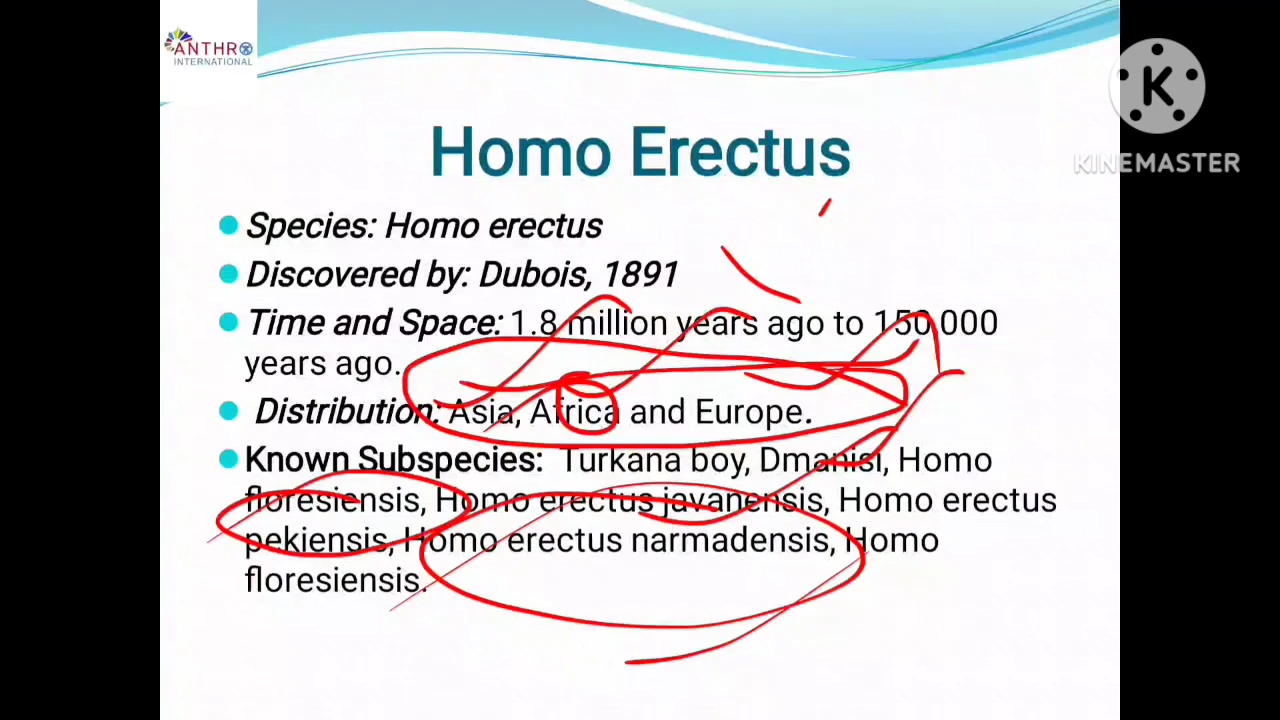 ANTHRO
INTERNATIONAL
K
KINEMASTER
Homo Erectus
Species: Homo erectus
Discovered by: Dubois, 1891
Time and Space: 1.8 million years ago to 150,000
years ago.
Distribution: Asia, Africa and Europe.
Known Subspecies: Turkana boy, Dmanisi, Homo
floresiensis, Homo erectus javanensis, Homo erectus
pekiensis, Homo erectus narmadensis, Homo
floresiensis.